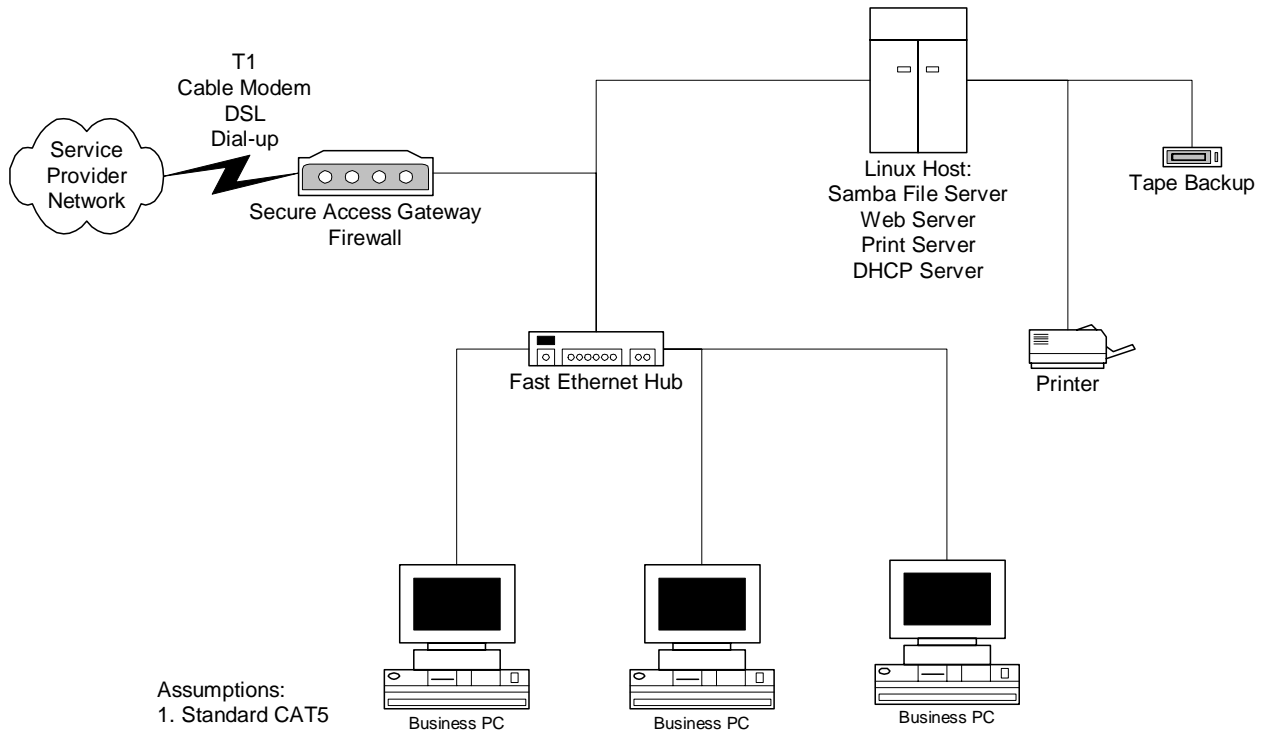 T1
Cable Modem
DSL
Dial-up
Service
Provider
Network
Secure Access Gateway
Firewall
Linux Host:
Samba File Server
Web Server
Print Server
DHCP Server
Tape Backup
Fast Ethernet Hub
Printer
Assumptions:
1. Standard CAT5
Business PC
Business PC
Business PC